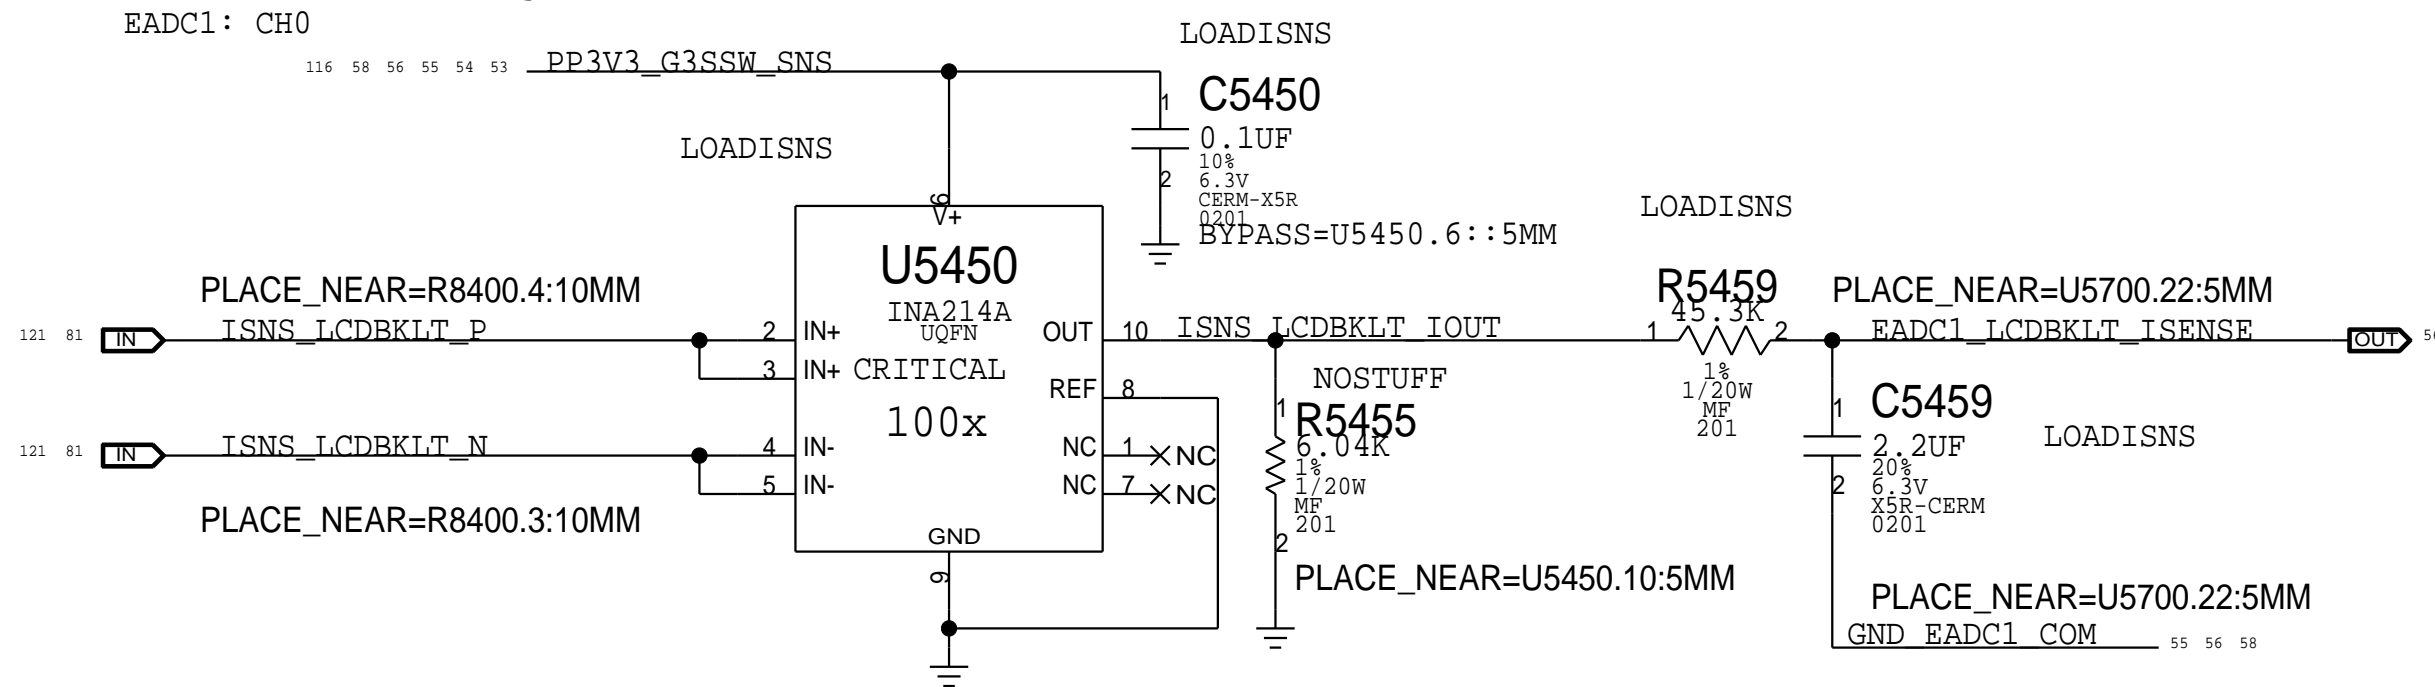 EADC1: CH0
LOADISNS
116 58 56 55 54 53 PP3V3_G3SSW_SNS
1 C5450
0.1UF
10%
2 6.3V
CERM-X5R
0201
BYPASS=U5450.6::5MM
LOADISNS
LOADISNS
6
V+
U5450
INA214A
UQFN
CRITICAL
100x
PLACE_NEAR=R8400.4:10MM
121 81 IN ISNS_LCDBKLT_P 2 IN+
3 IN+
121 81 IN ISNS_LCDBKLT_N 4 IN-
5 IN-
PLACE_NEAR=R8400.3:10MM
OUT 10 ISNS_LCDBKLT_IOUT
REF 8
NC 1 NC
NC 7 NC
GND
9
R5459
45.3K
1 2
1%
1/20W
MF
201
PLACE_NEAR=U5700.22:5MM
EADC1_LCDBKLT_ISENSE OUT
NOSTUFF
1 R5455
6.04K
1%
1/20W
MF
201
2
PLACE_NEAR=U5450.10:5MM
1 C5459
2.2UF
LOADISNS
20%
2 6.3V
X5R-CERM
0201
PLACE_NEAR=U5700.22:5MM
GND_EADC1_COM 55 56 58